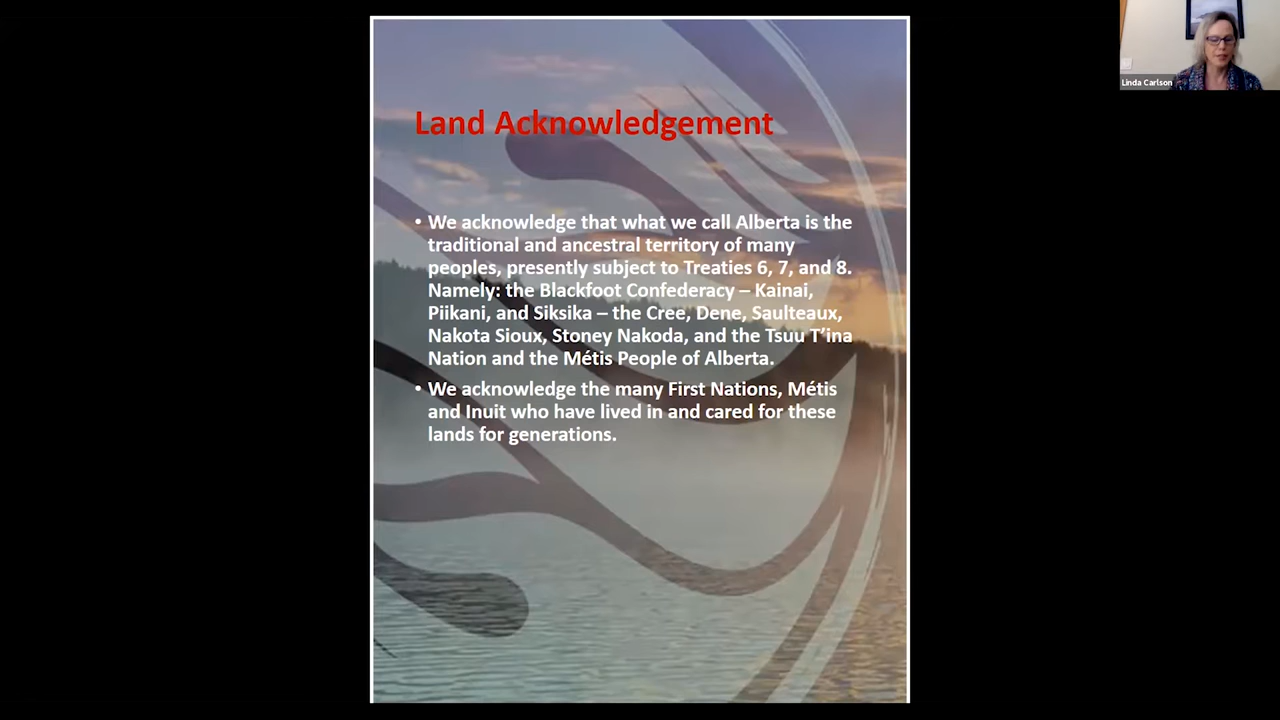 Land Acknowledgement
• We acknowledge that what we call Alberta is the
traditional and ancestral territory of many
peoples, presently subject to Treaties 6, 7, and 8.
Namely: the Blackfoot Confederacy – Kainai,
Piikani, and Siksika – the Cree, Dene, Saulteaux,
Nakota Sioux, Stoney Nakoda, and the Tsuu T’ina
Nation and the Métis People of Alberta.
• We acknowledge the many First Nations, Métis
and Inuit who have lived in and cared for these
lands for generations.
Linda Carlson